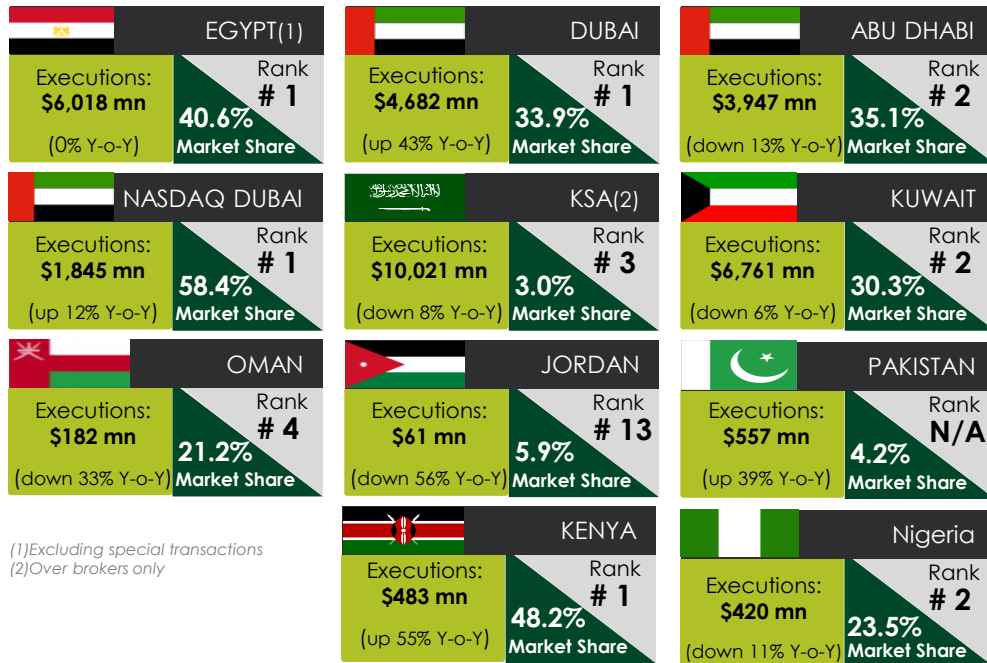 EGYPT(1)
Executions:
$6,018 mn
(0% Y-o-Y)
40.6%
Market Share
Rank
# 1
DUBAI
Executions:
$4,682 mn
(up 43% Y-o-Y)
33.9%
Market Share
Rank
# 1
ABU DHABI
Executions:
$3,947 mn
(down 13% Y-o-Y)
35.1%
Market Share
Rank
# 2
NASDAQ DUBAI
Executions:
$1,845 mn
(up 12% Y-o-Y)
58.4%
Market Share
Rank
# 1
KSA(2)
Executions:
$10,021 mn
(down 8% Y-o-Y)
3.0%
Market Share
Rank
# 3
KUWAIT
Executions:
$6,761 mn
(down 6% Y-o-Y)
30.3%
Market Share
Rank
# 2
OMAN
Executions:
$182 mn
(down 33% Y-o-Y)
21.2%
Market Share
Rank
# 4
JORDAN
Executions:
$61 mn
(down 56% Y-o-Y)
5.9%
Market Share
Rank
# 13
PAKISTAN
Executions:
$557 mn
(up 39% Y-o-Y)
4.2%
Market Share
Rank
N/A
(1)Excluding special transactions
(2)Over brokers only
KENYA
Executions:
$483 mn
(up 55% Y-o-Y)
48.2%
Market Share
Rank
# 1
Nigeria
Executions:
$420 mn
(down 11% Y-o-Y)
23.5%
Market Share
Rank
# 2